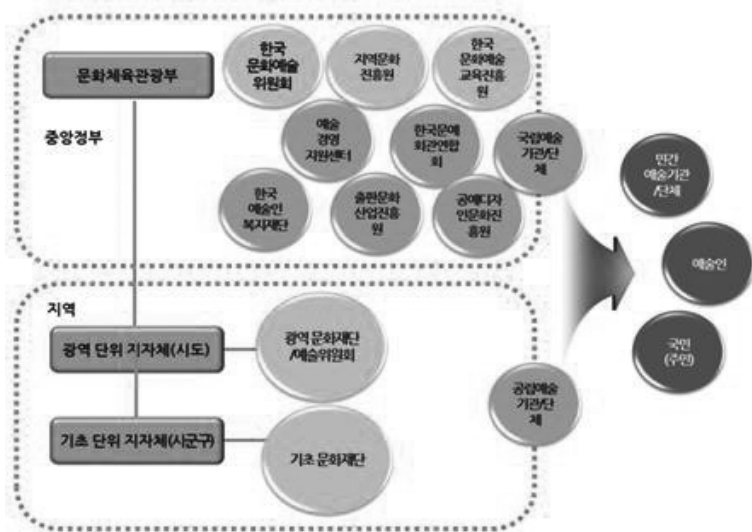 문화체육관광부
중앙정부
한국
문화예술
위원회
지역문화
진흥원
한국
문화예술
교육진흥
원
예술
경영
지원센터
한국문예
회관연합
회
국립예술
기관/단
체
한국
예술인
복지재단
출판문화
산업진흥
원
공예디자
인문화진
흥원
민간
예술기관
/단체
예술인
국민
(주민)
지역
광역 단위 지자체(시도)
광역 문화재단
/예술위원회
기초 단위 지자체(시군구)
기초 문화재단
공립예술
기관/단
체